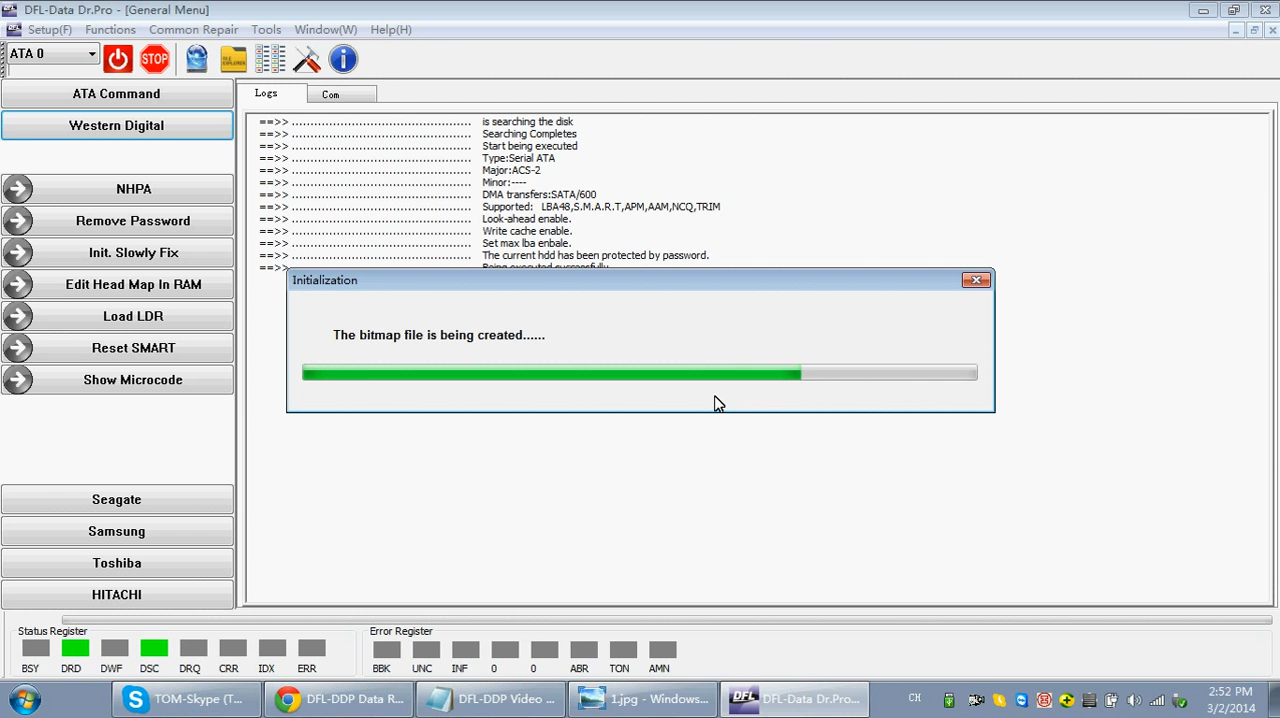 DFL-Data Dr.Pro - [General Menu]
Setup(F) Functions Common Repair Tools Window(W) Help(H)
ATA 0 STOP FILE EXPLORER
ATA Command
Western Digital
NHPA
Remove Password
Init. Slowly Fix
Edit Head Map In RAM
Load LDR
Reset SMART
Show Microcode
Seagate
Samsung
Toshiba
HITACHI
Logs Com
==>> ................................................ is searching the disk
==>> ................................................ Searching Completes
==>> ................................................ Start being executed
==>> ................................................ Type:Serial ATA
==>> ................................................ Major:ACS-2
==>> ................................................ Minor:----
==>> ................................................ DMA transfers:SATA/600
==>> ................................................ Supported: LBA48,S.M.A.R.T,APM,AAM,NCQ,TRIM
==>> ................................................ Look-ahead enable.
==>> ................................................ Write cache enable.
==>> ................................................ Set max lba enbale.
==>> ................................................ The current hdd has been protected by password.
==>> ................................................ Being executed successfully
Initialization
The bitmap file is being created......
Status Register
BSY DRD DWF DSC DRQ CRR IDX ERR
Error Register
BBK UNC INF 0 0 ABR TON AMN
TOM-Skype (T... DFL-DDP Data R... DFL-DDP Video ... 1.jpg - Windows... DFL DFL-Data Dr.Pro... CH
2:52 PM
3/2/2014